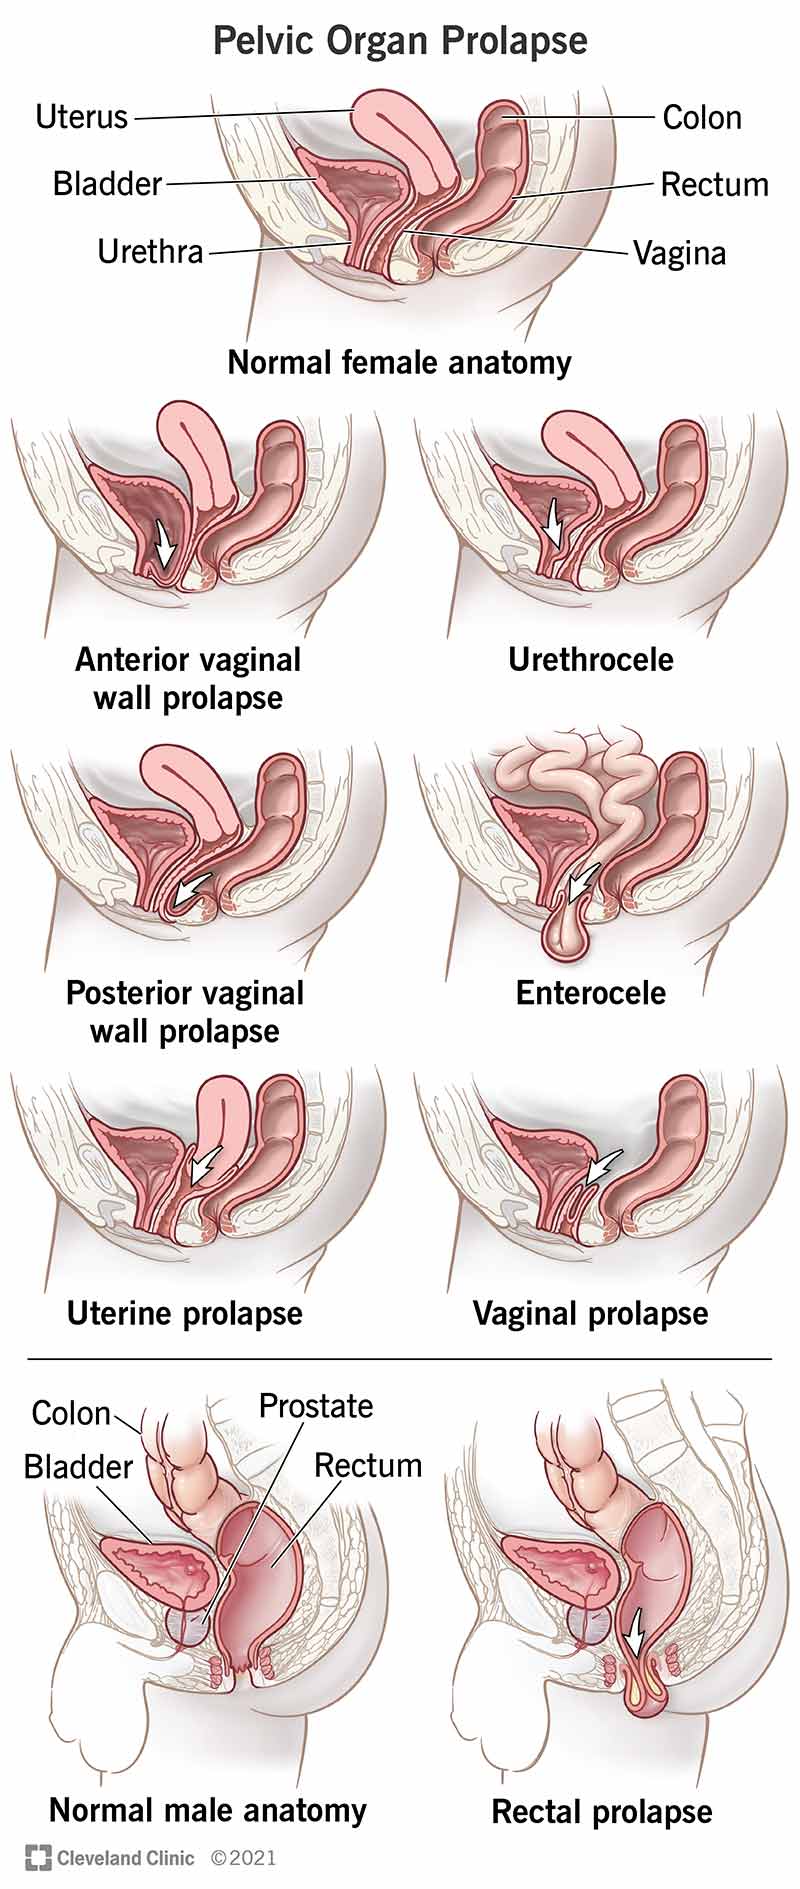 Pelvic Organ Prolapse
Uterus
Colon
Bladder
Rectum
Urethra
Vagina
Normal female anatomy
Anterior vaginal
wall prolapse
Urethrocele
Posterior vaginal
wall prolapse
Enterocele
Uterine prolapse
Vaginal prolapse
Colon
Prostate
Bladder
Rectum
Normal male anatomy
Rectal prolapse
Cleveland Clinic ©2021